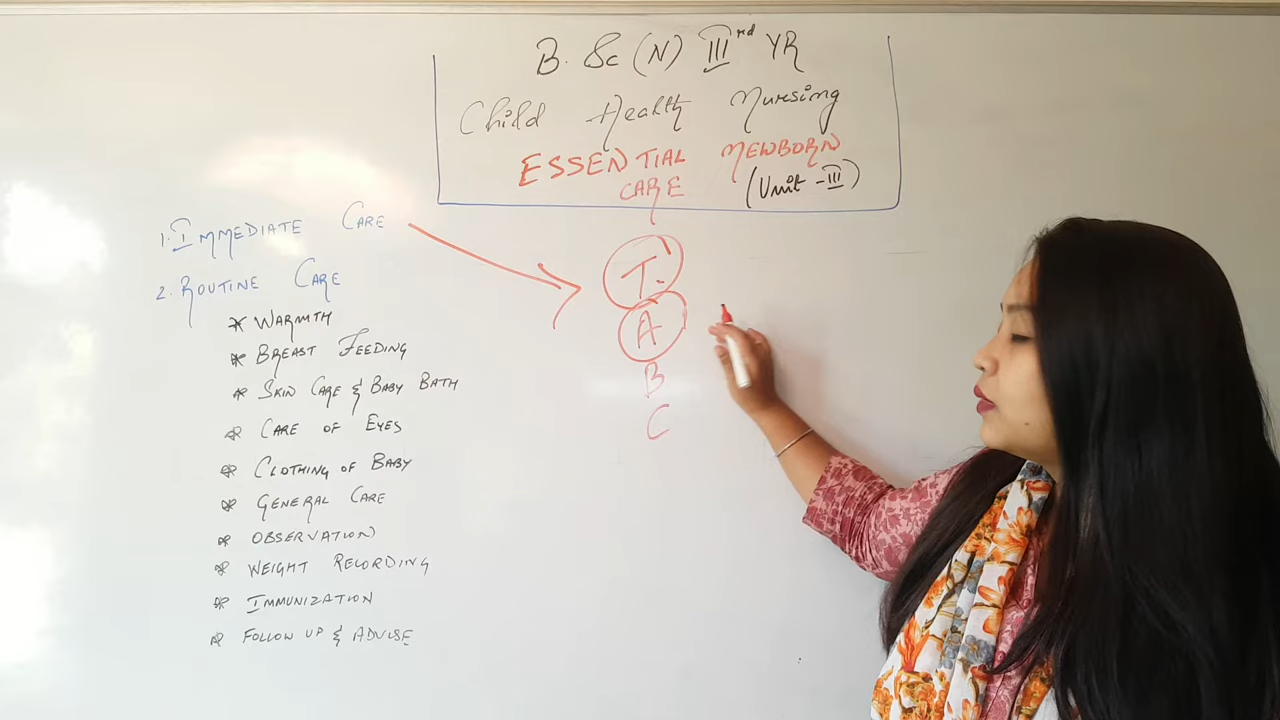 B. Sc (N) III rd YR
Child Health Nursing
ESSENTIAL NEWBORN
CARE (Unit - III)
1. IMMEDIATE CARE
2. ROUTINE CARE
* WARMTH
* BREAST FEEDING
* SKIN CARE & BABY BATH
* CARE OF EYES
* CLOTHING OF BABY
* GENERAL CARE
* OBSERVATION
* WEIGHT RECORDING
* IMMUNIZATION
* FOLLOW UP & ADVISE
T.
A
B
C